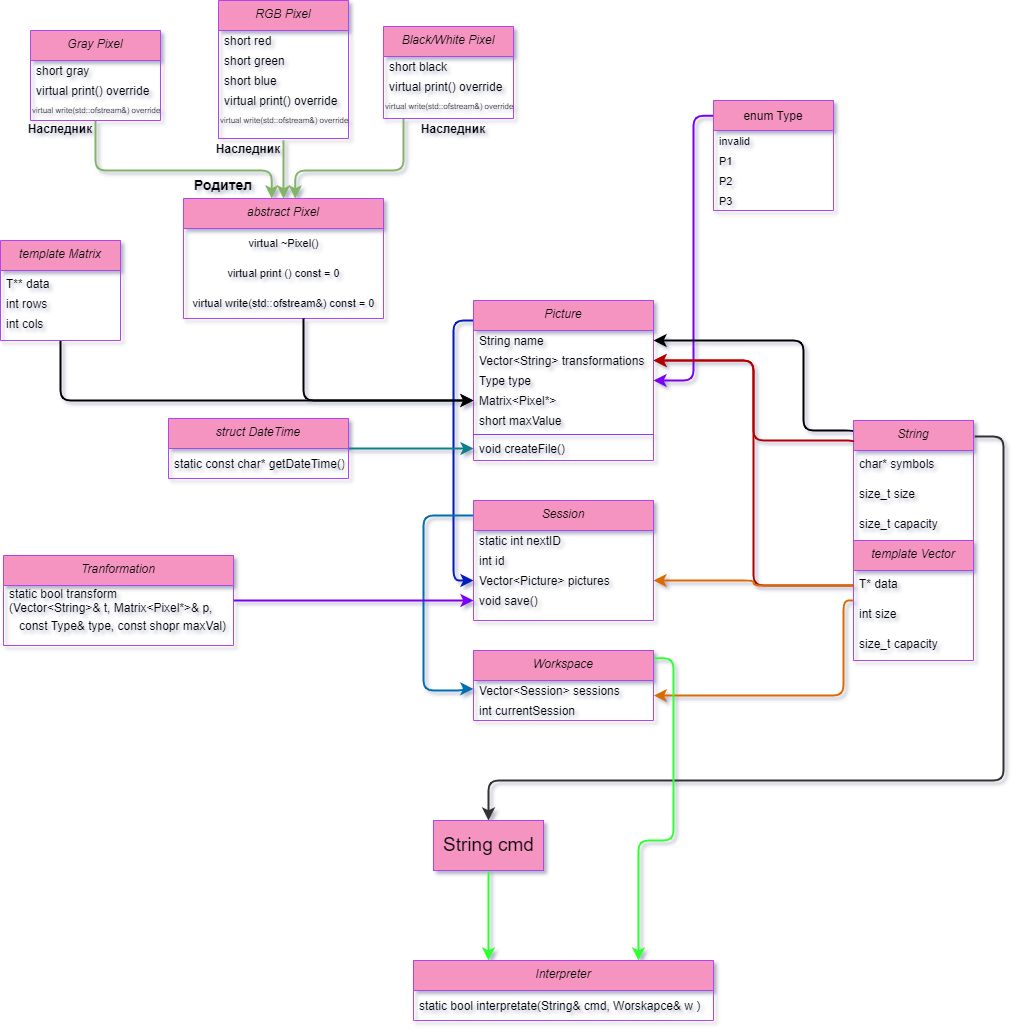 Gray Pixel
short gray
virtual print() override
virtual write(std::ofstream&) override
Наследник
RGB Pixel
short red
short green
short blue
virtual print() override
virtual write(std::ofstream&) override
Наследник
Black/White Pixel
short black
virtual print() override
virtual write(std::ofstream&) override
Наследник
Родител
abstract Pixel
virtual ~Pixel()
virtual print () const = 0
virtual write(std::ofstream&) const = 0
enum Type
invalid
P1
P2
P3
template Matrix
T** data
int rows
int cols
Picture
String name
Vector<String> transformations
Type type
Matrix<Pixel*>
short maxValue
void createFile()
struct DateTime
static const char* getDateTime()
String
char* symbols
size_t size
size_t capacity
template Vector
T* data
int size
size_t capacity
Session
static int nextID
int id
Vector<Picture> pictures
void save()
Tranformation
static bool transform
(Vector<String>& t, Matrix<Pixel*>& p,
const Type& type, const shopr maxVal)
Workspace
Vector<Session> sessions
int currentSession
String cmd
Interpreter
static bool interpretate(String& cmd, Worskapce& w )